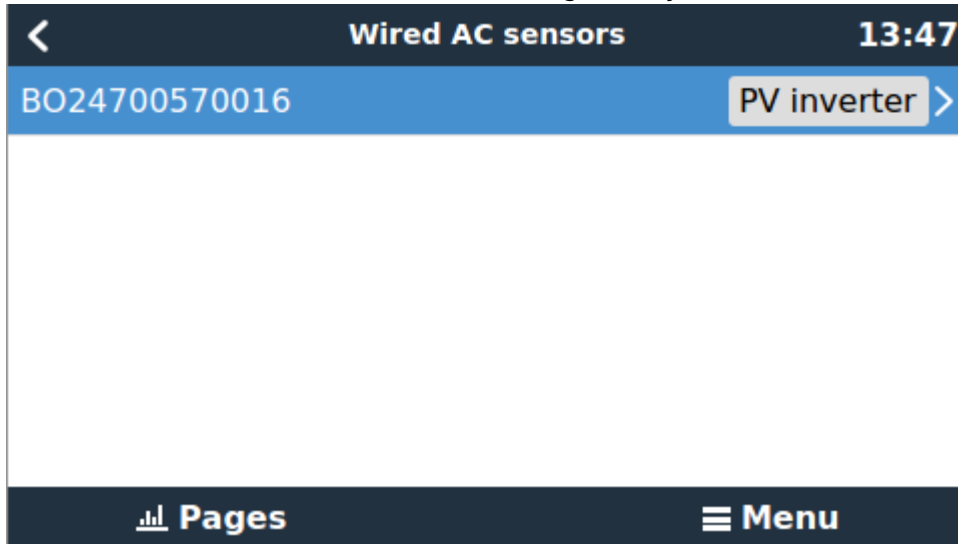 Wired AC sensors 13:47
BO24700570016 PV inverter
Pages Menu